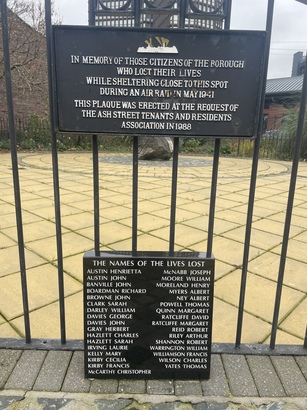 IN MEMORY OF THOSE CITIZENS OF THE BOROUGH
WHO LOST THEIR LIVES
WHILE SHELTERING CLOSE TO THIS SPOT
DURING AN AIR RAID IN MAY 1941
THIS PLAQUE WAS ERECTED AT THE REQUEST OF
THE ASH STREET TENANTS AND RESIDENTS
ASSOCIATION IN 1988
THE NAMES OF THE LIVES LOST
AUSTIN HENRIETTA
AUSTIN JOHN
BANVILLE JOHN
BOARDMAN RICHARD
BROWNE JOHN
CLARK SARAH
DARLEY WILLIAM
DAVIES GEORGE
DAVIES JOHN
GRAY HERBERT
HAZLETT CHARLES
HAZLETT SARAH
IRVING LAURIE
KELLY MARY
KIRBY CECILIA
KIRBY FRANCIS
McCARTHY CHRISTOPHER
McNABB JOSEPH
MOORE WILLIAM
MORELAND HENRY
MYERS ALBERT
NEY ALBERT
POWELL THOMAS
QUINN MARGARET
RATCLIFFE DAVID
RATCLIFFE MARGARET
REID ROBERT
RILEY ARTHUR
SHANNON ROBERT
WARRINGTON WILLIAM
WILLIAMSON FRANCIS
WILSON CHARLES
YATES THOMAS